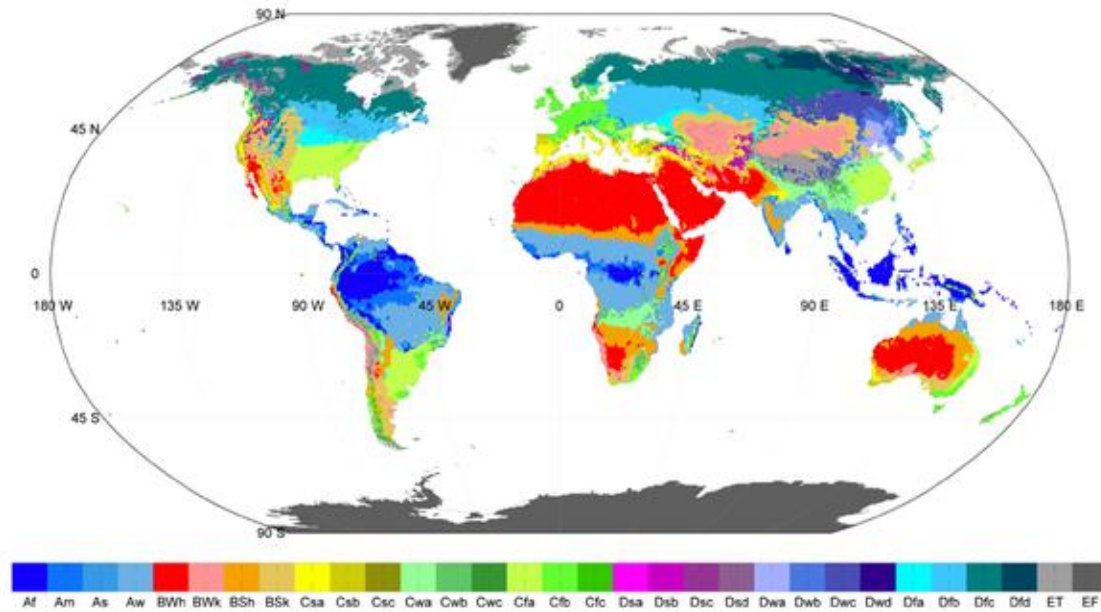 90 N
45 N
0
180 W 135 W 90 W 45 W 0 45 E 90 E 135 E 180 E
45 S
90 S
Af Am As Aw BWh BWk BSh BSk Csa Csb Csc Cwa Cwb Cwc Cfa Cfb Cfc Dsa Dsb Dsc Dsd Dwa Dwb Dwc Dwd Dfa Dfb Dfc Dfd ET EF